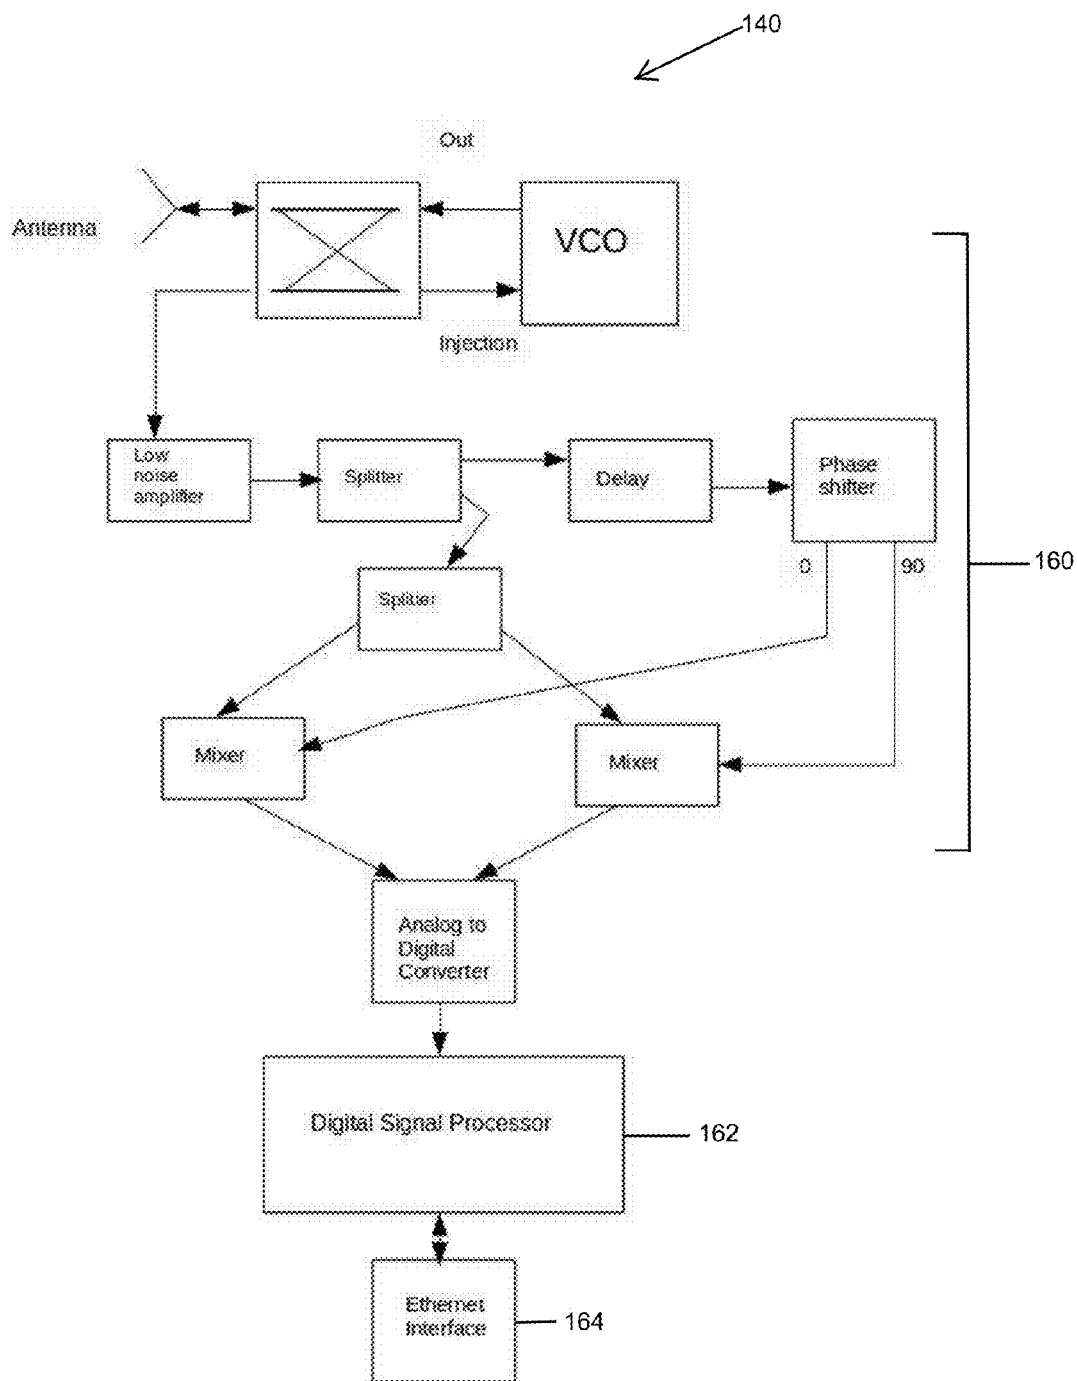 140
Out
Antenna
VCO
Injection
Low
noise
amplifier
Splitter
Delay
Phase
shifter
0
90
160
Splitter
Mixer
Mixer
Analog to
Digital
Converter
Digital Signal Processor
162
Ethernet
Interface
164